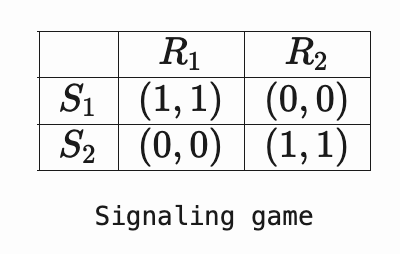 R₁ R₂
S₁ (1, 1) (0, 0)
S₂ (0, 0) (1, 1)
Signaling game